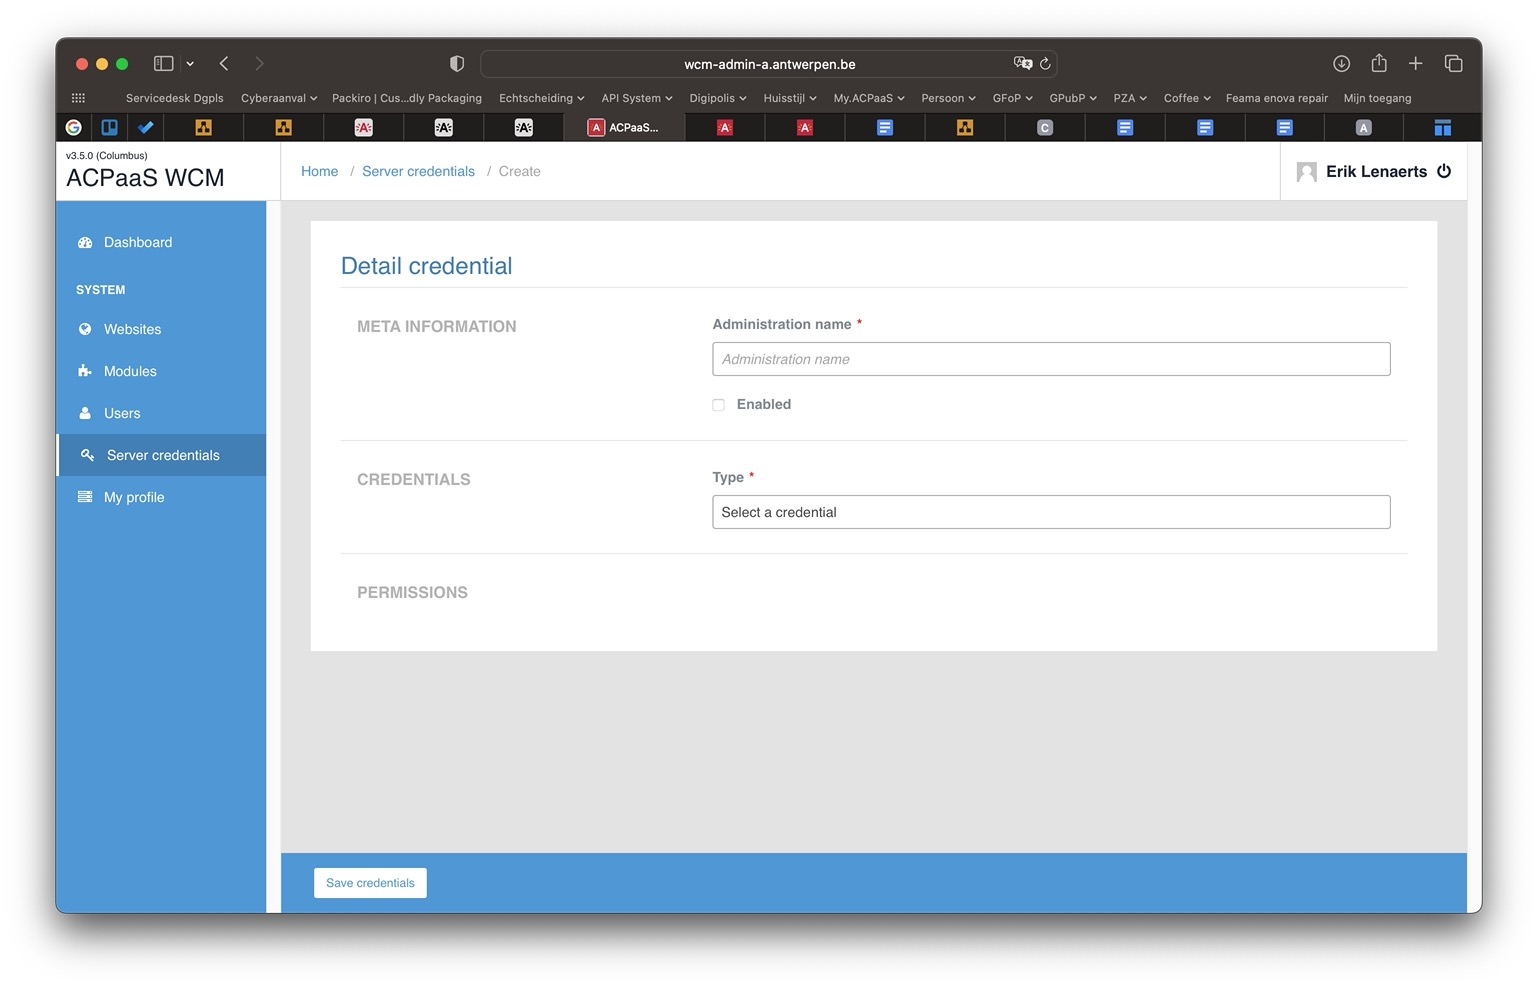 wcm-admin-a.antwerpen.be
Servicedesk Dgpls Cyberaanval Packiro | Cus...dly Packaging Echtscheiding API System Digipolis Huisstijl My.ACPaaS Persoon GFoP GPubP PZA Coffee Feama enova repair Mijn toegang
G A A A A ACPaaS... A A C A
v3.5.0 (Columbus)
ACPaaS WCM
Home / Server credentials / Create
Erik Lenaerts
Dashboard
SYSTEM
Websites
Modules
Users
Server credentials
My profile
Detail credential
META INFORMATION
Administration name *
Administration name
Enabled
CREDENTIALS
Type *
Select a credential
PERMISSIONS
Save credentials